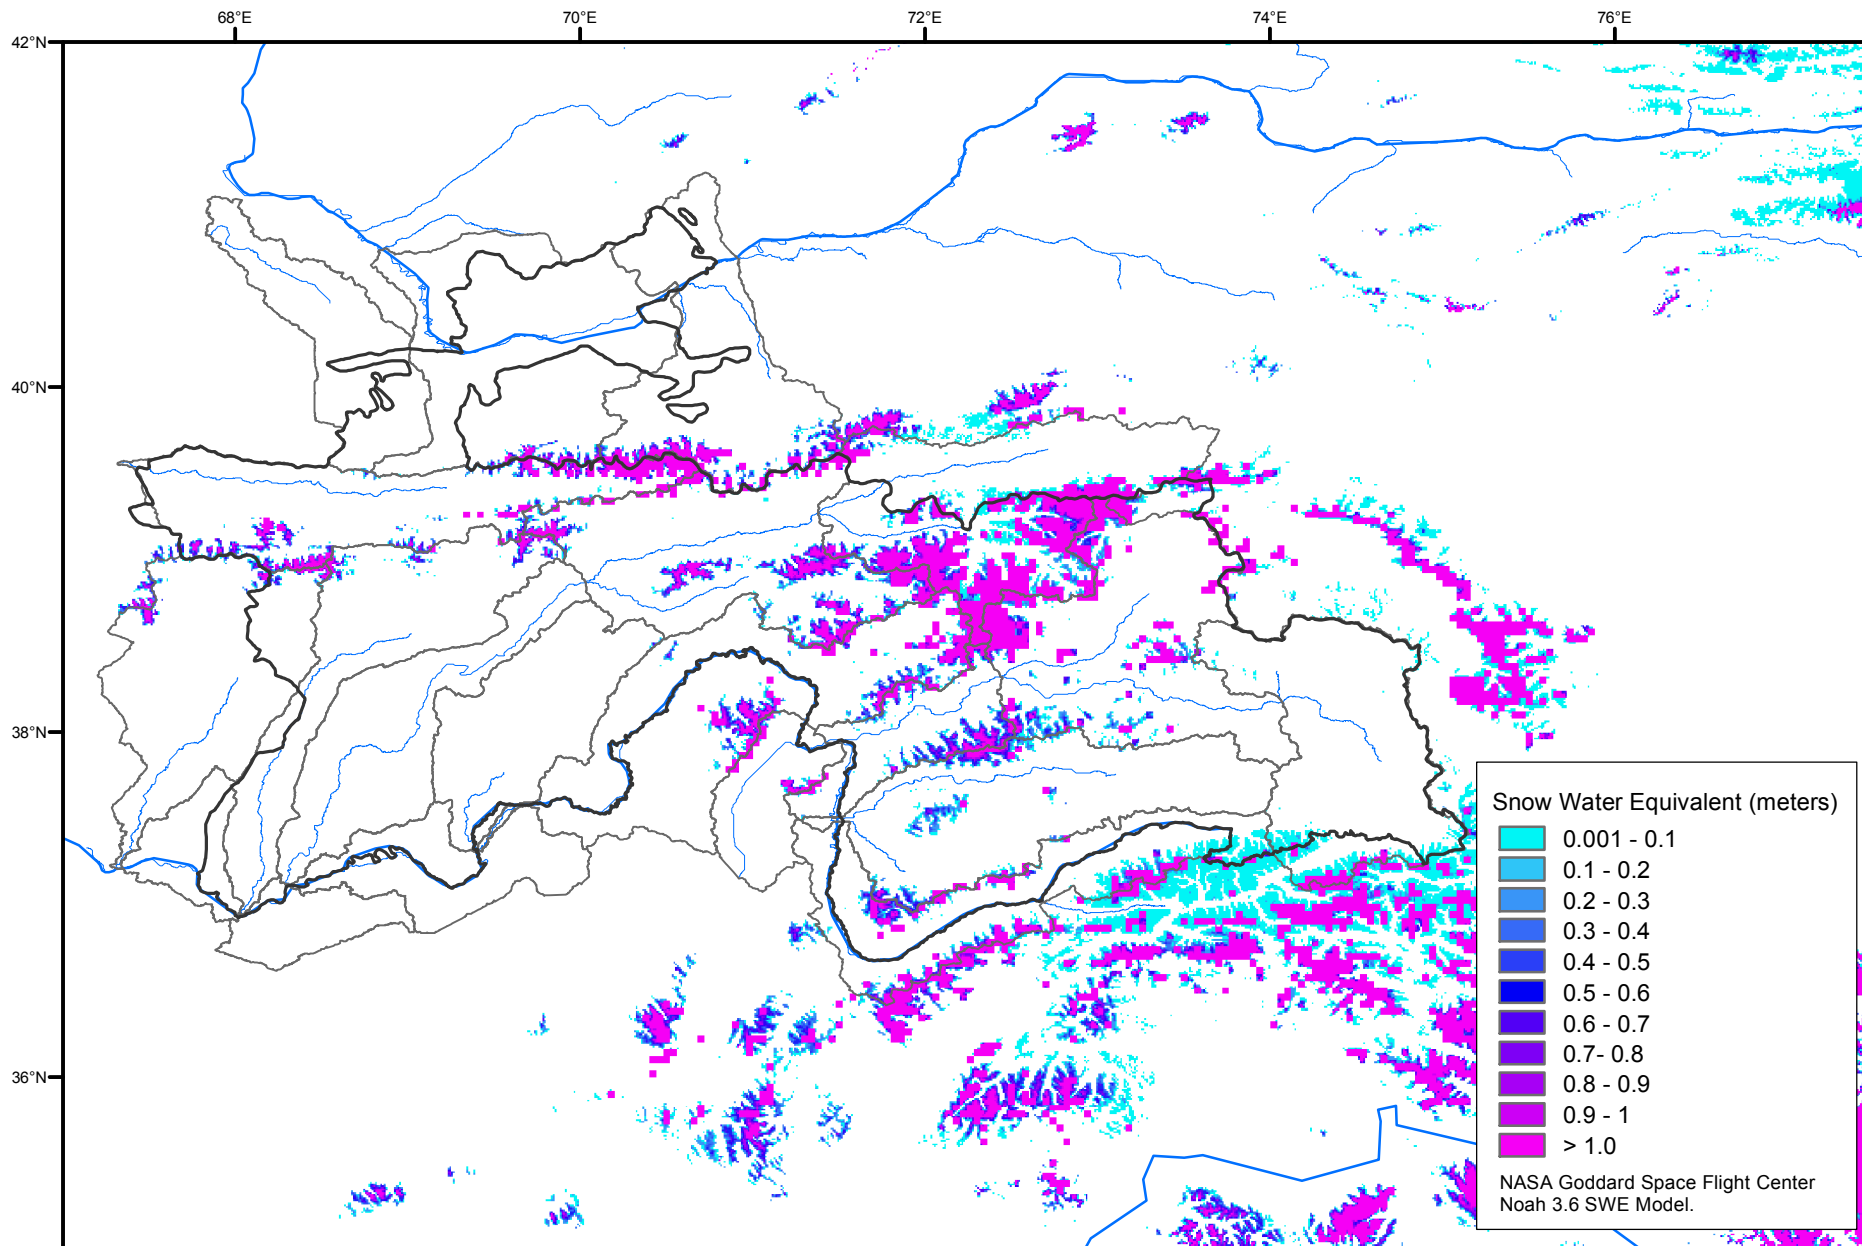 68°E
70°E
72°E
74°E
76°E
42°N
40°N
38°N
36°N
Snow Water Equivalent (meters)
0.001 - 0.1
0.1 - 0.2
0.2 - 0.3
0.3 - 0.4
0.4 - 0.5
0.5 - 0.6
0.6 - 0.7
0.7- 0.8
0.8 - 0.9
0.9 - 1
> 1.0
NASA Goddard Space Flight Center
Noah 3.6 SWE Model.